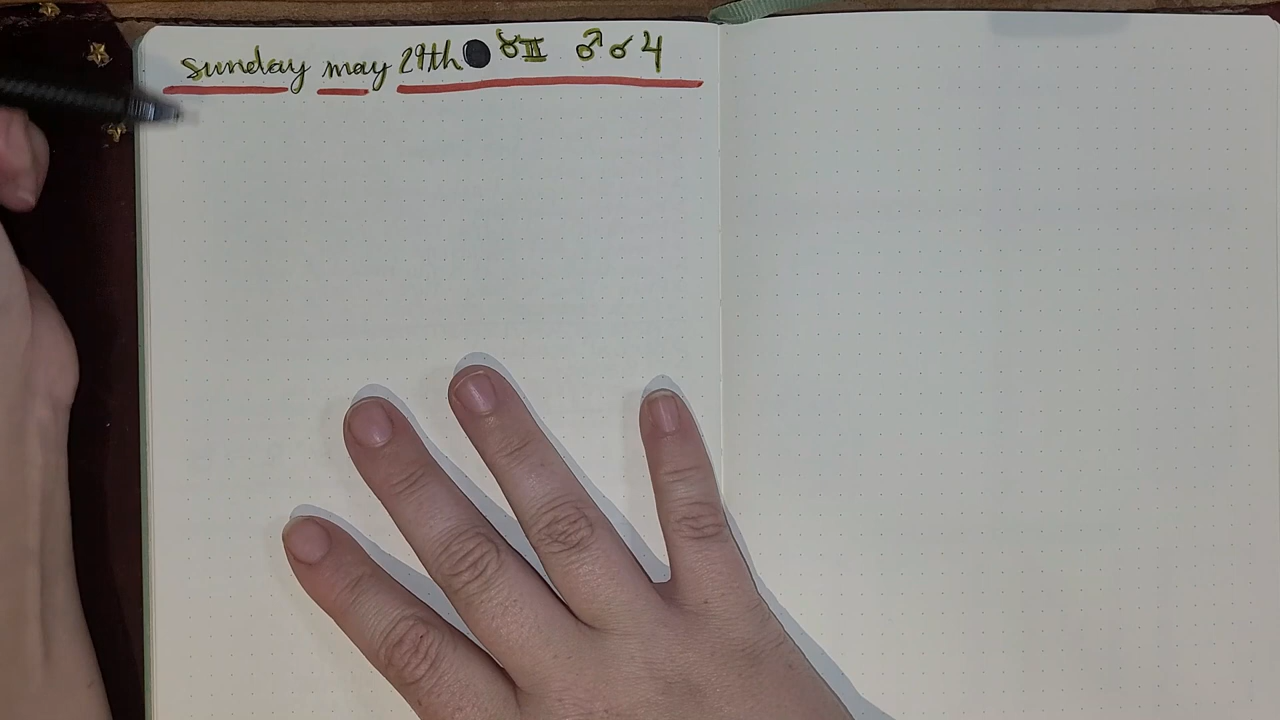 sunday may 29th 🌑 ♉♊ ♂ ☌ ♃